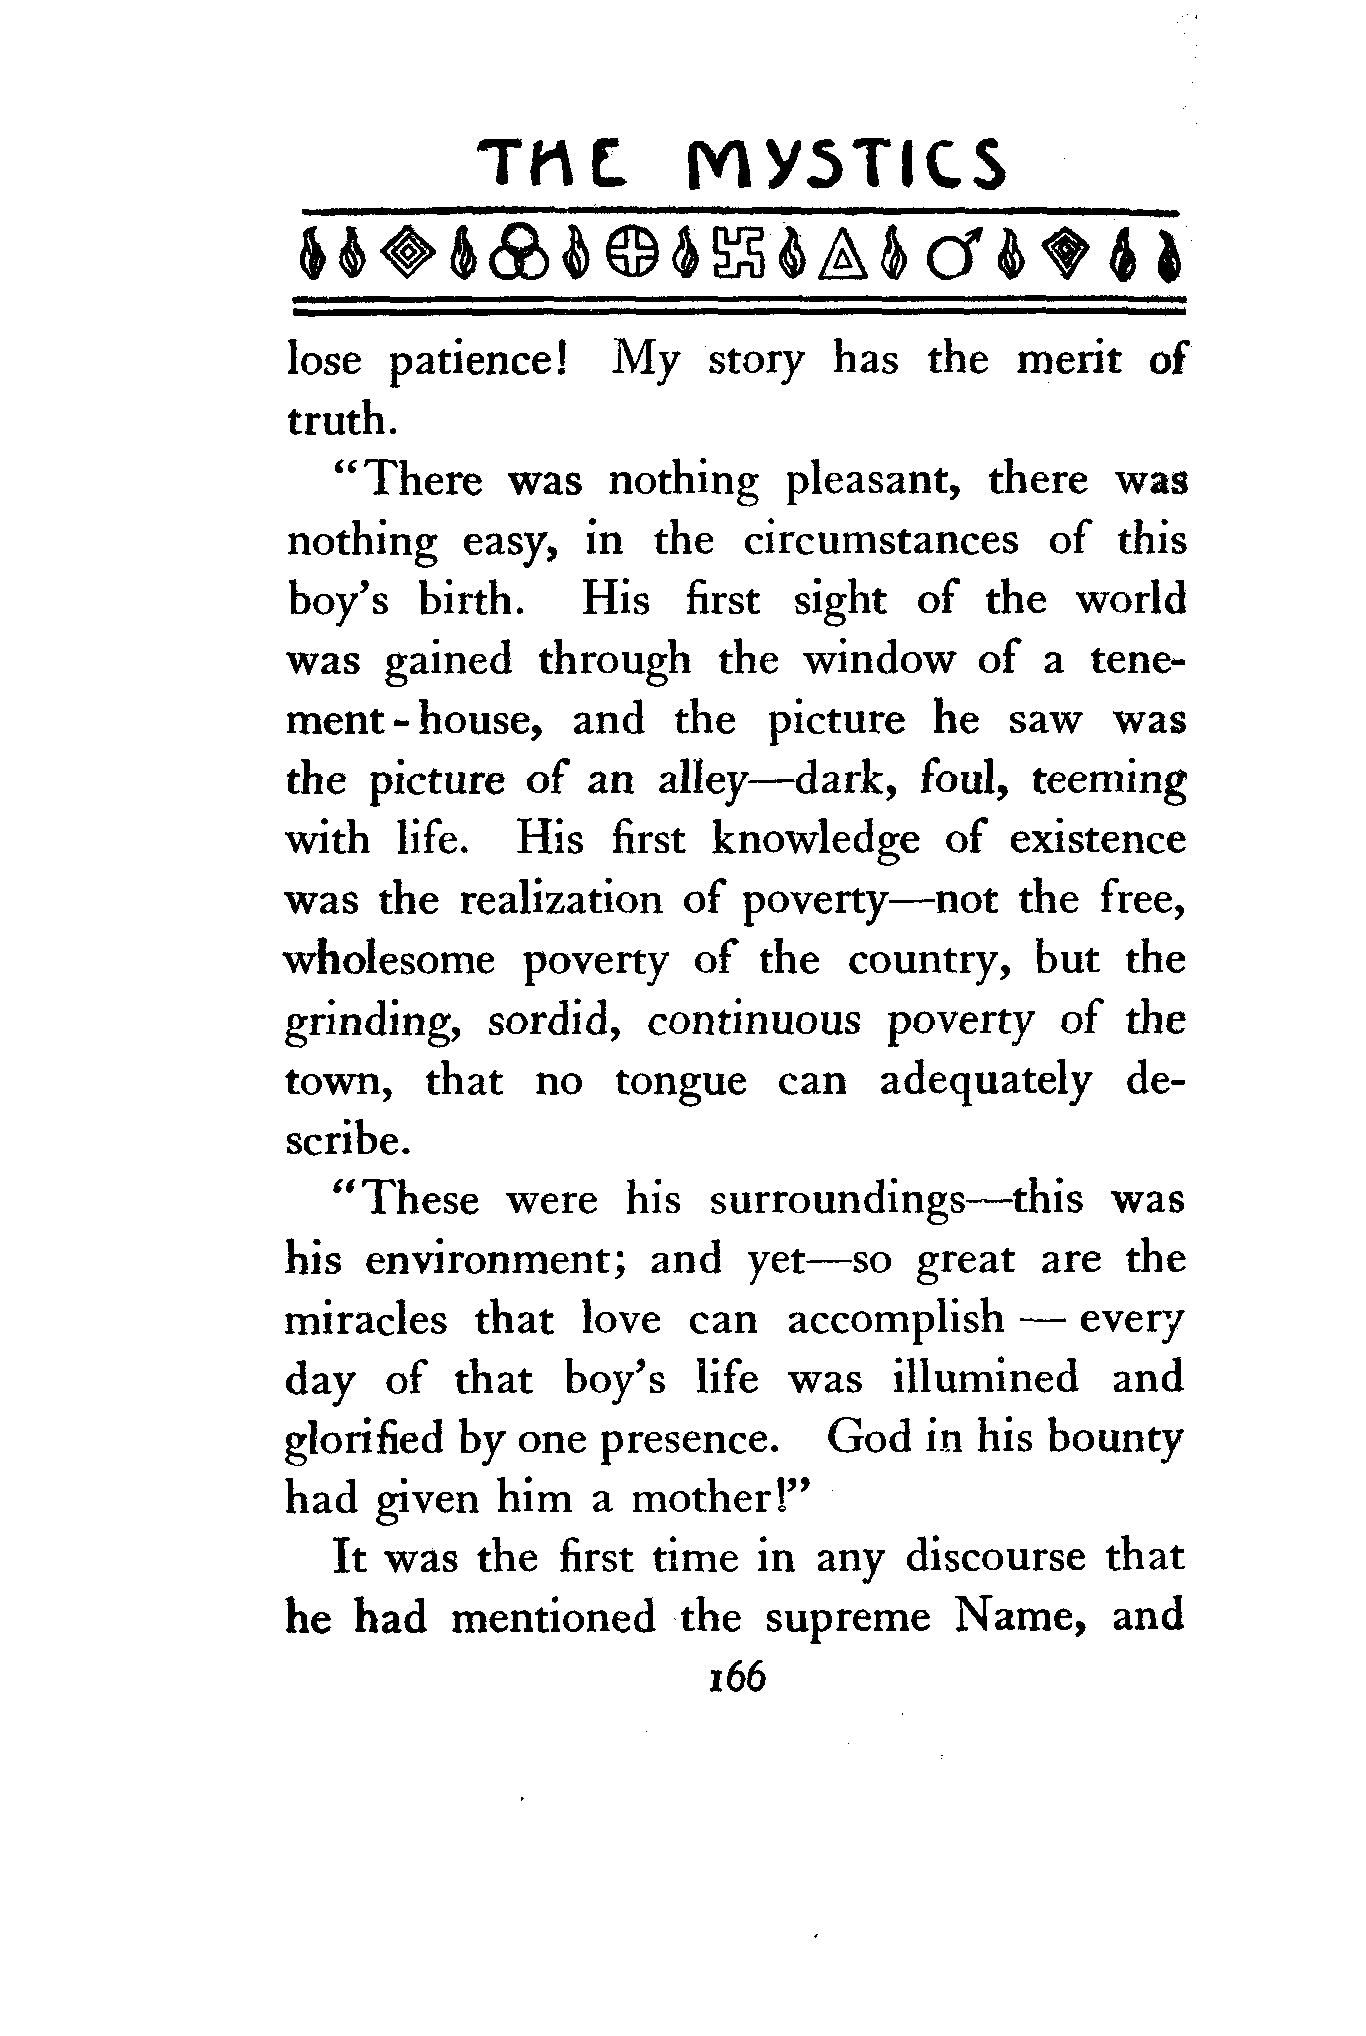 THE MYSTICS
lose patience! My story has the merit of
truth.
"There was nothing pleasant, there was
nothing easy, in the circumstances of this
boy's birth. His first sight of the world
was gained through the window of a tene-
ment-house, and the picture he saw was
the picture of an alley—dark, foul, teeming
with life. His first knowledge of existence
was the realization of poverty—not the free,
wholesome poverty of the country, but the
grinding, sordid, continuous poverty of the
town, that no tongue can adequately de-
scribe.
"These were his surroundings—this was
his environment; and yet—so great are the
miracles that love can accomplish — every
day of that boy's life was illumined and
glorified by one presence. God in his bounty
had given him a mother!"
It was the first time in any discourse that
he had mentioned the supreme Name, and
166